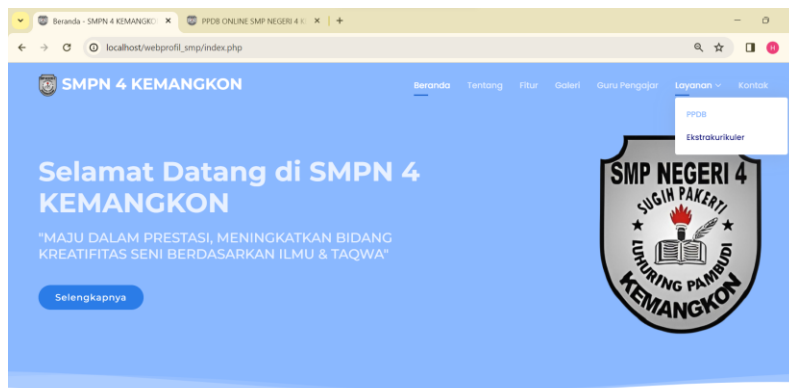 Beranda - SMPN 4 KEMANGKO
PPDB ONLINE SMP NEGERI 4 K
localhost/webprofil_smp/index.php
H
SMPN 4 KEMANGKON
Beranda Tentang Fitur Galeri Guru Pengajar Layanan Kontak
PPDB
Ekstrakurikuler
Selamat Datang di SMPN 4
KEMANGKON
"MAJU DALAM PRESTASI, MENINGKATKAN BIDANG
KREATIFITAS SENI BERDASARKAN ILMU & TAQWA"
Selengkapnya
SMP NEGERI 4
SUGIH PAKERTI
LUHURING PAMBUDI
KEMANGKON